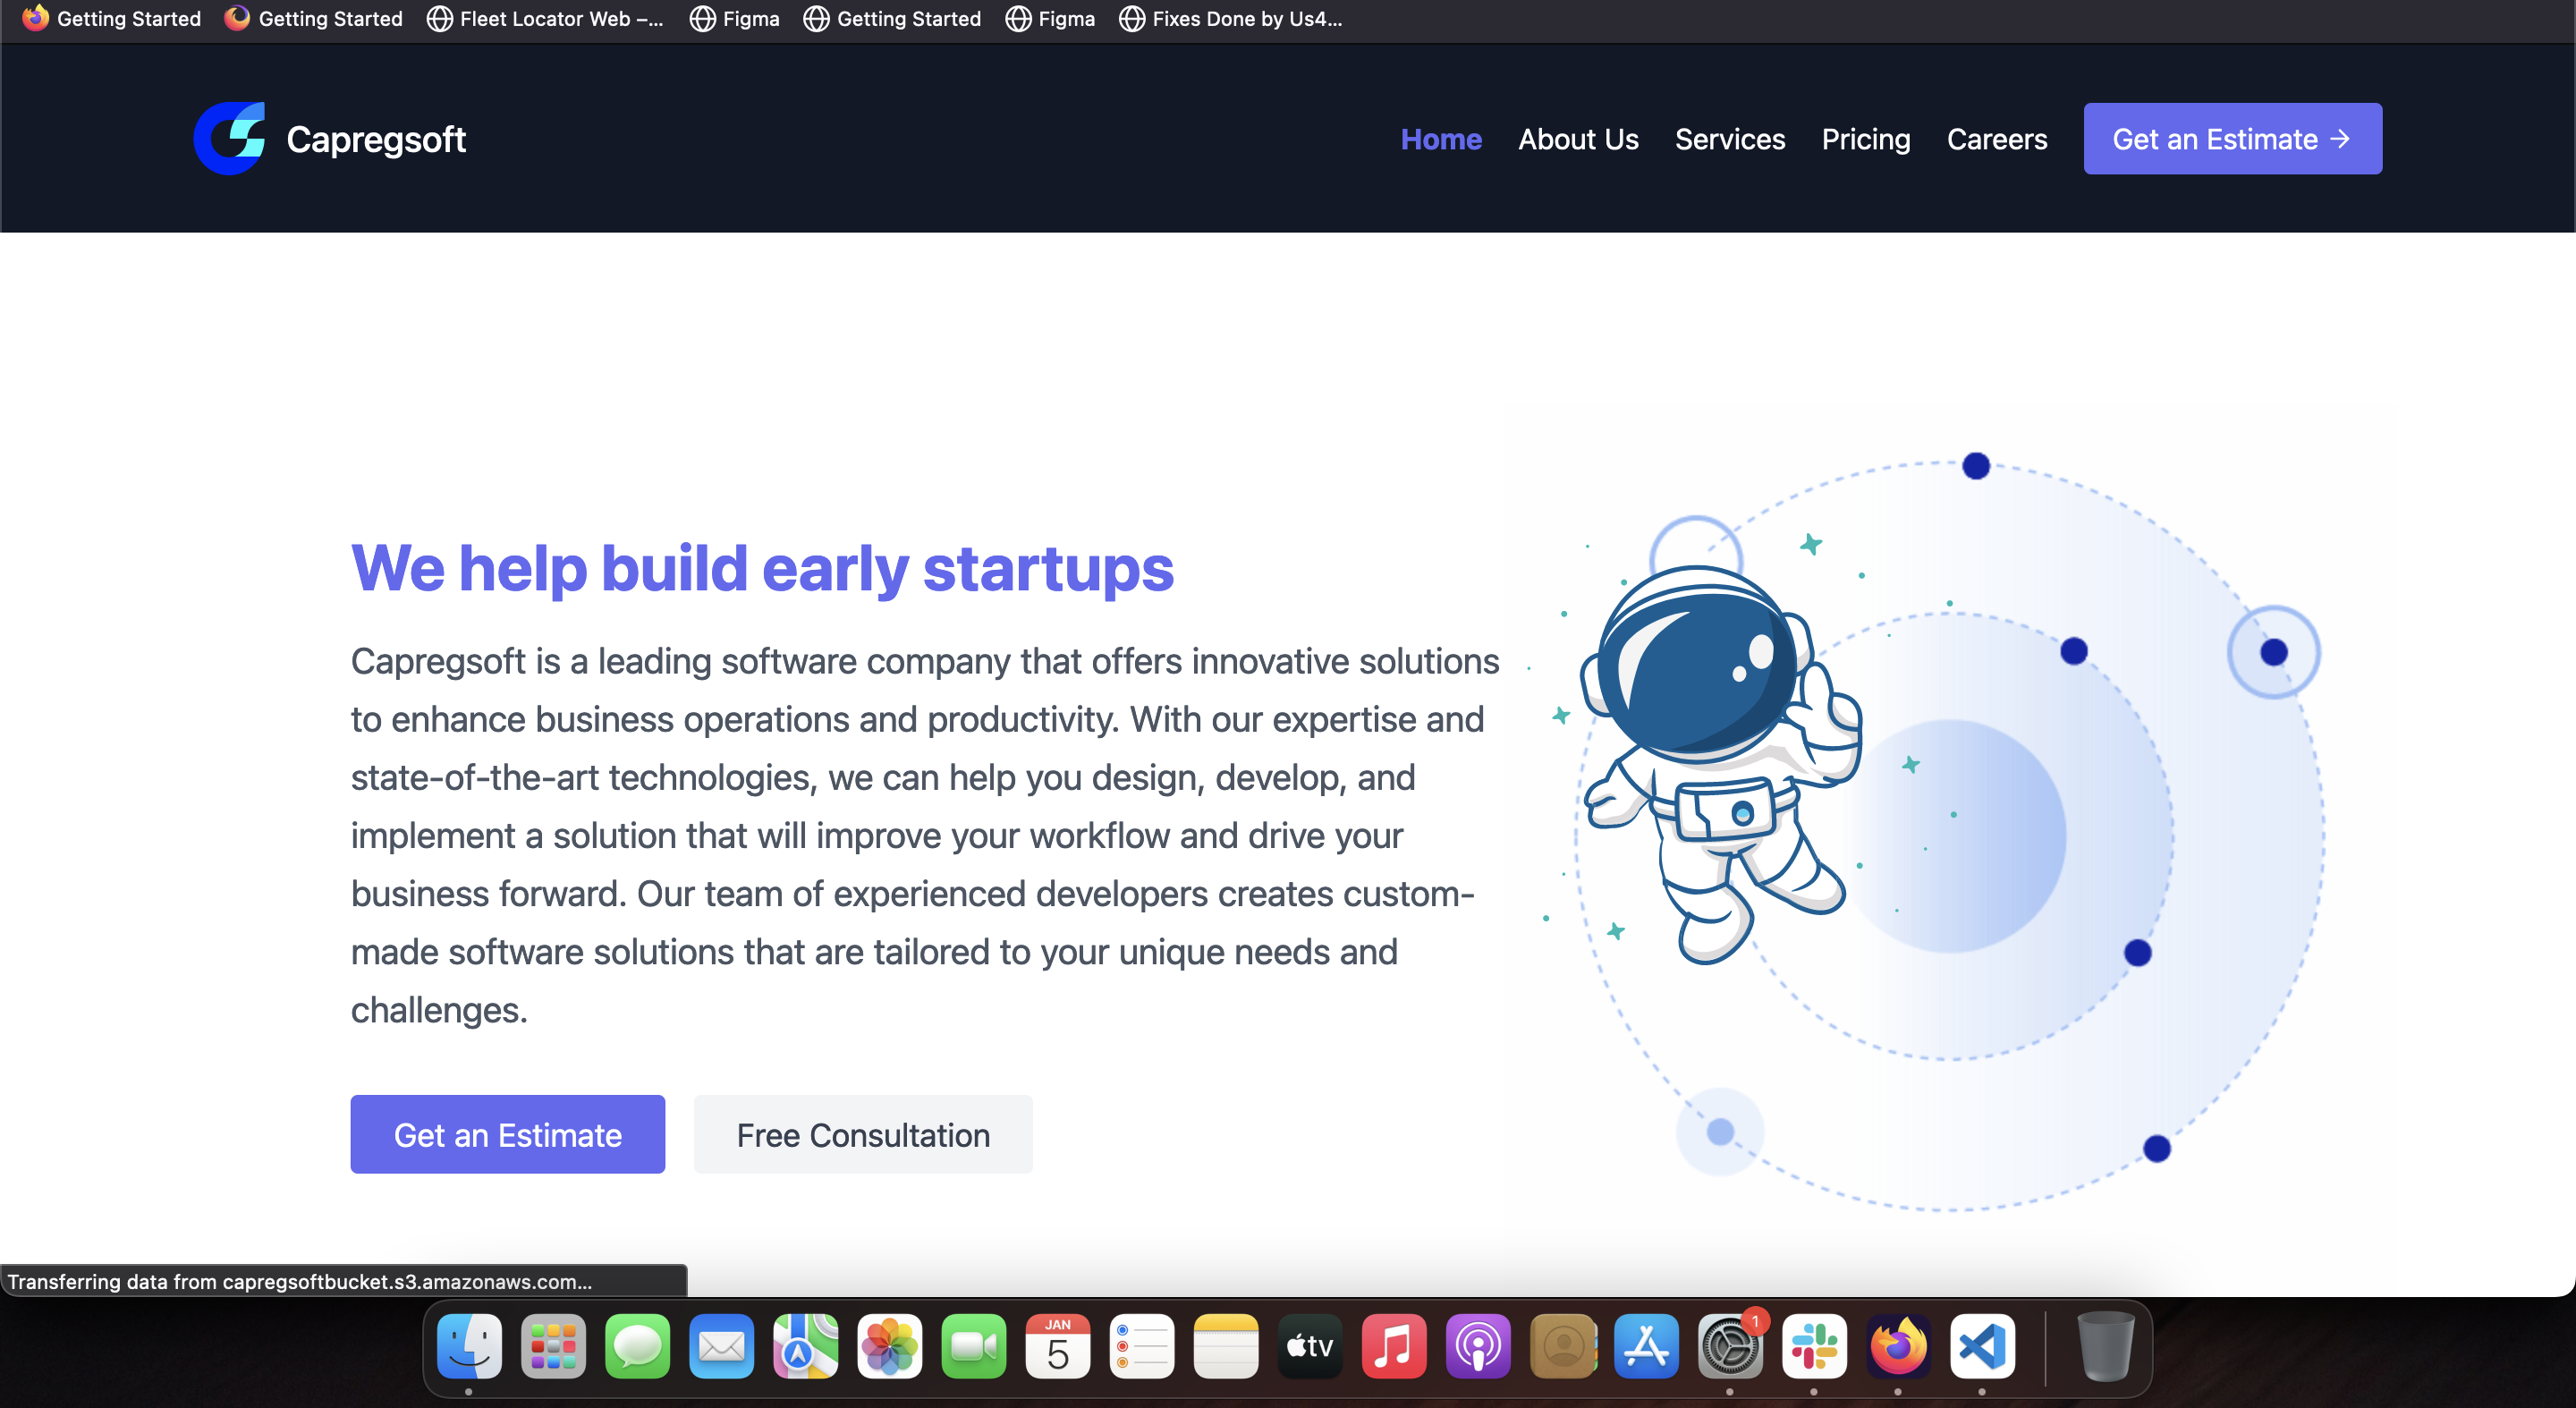 Getting Started Getting Started Fleet Locator Web –... Figma Getting Started Figma Fixes Done by Us4...
Capregsoft Home About Us Services Pricing Careers Get an Estimate →
We help build early startups
Capregsoft is a leading software company that offers innovative solutions
to enhance business operations and productivity. With our expertise and
state-of-the-art technologies, we can help you design, develop, and
implement a solution that will improve your workflow and drive your
business forward. Our team of experienced developers creates custom-
made software solutions that are tailored to your unique needs and
challenges.
Get an Estimate Free Consultation
Transferring data from capregsoftbucket.s3.amazonaws.com...
JAN
5
tv
1